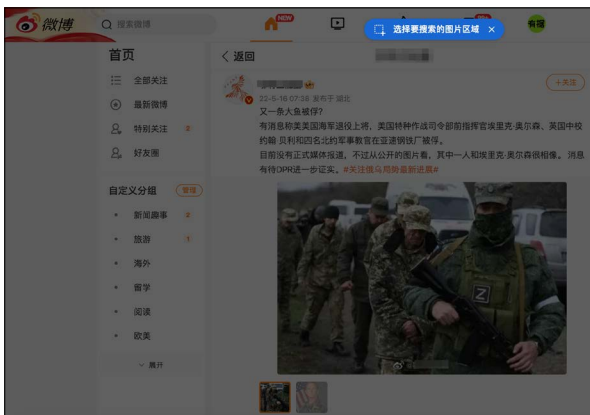 微博
搜索微博
NEW
选择要搜索的图片区域 ×
首页
返回
全部关注
+关注
22-5-16 07:38 发布于 湖北
最新微博
又一条大鱼被俘?
特别关注
有消息称美美国海军退役上将,美国特种作战司令部前指挥官埃里克·奥尔森、英国中校
约翰·贝利和四名北约军事教官在亚速钢铁厂被俘。
好友圈
目前没有正式媒体报道,不过从公开的图片看,其中一人和埃里克·奥尔森很相像。 消息
有待DPR进一步证实。#关注俄乌局势最新进展#
自定义分组 管理
新闻趣事
旅游 1
海外
留学
阅读
欧美
展开
Z